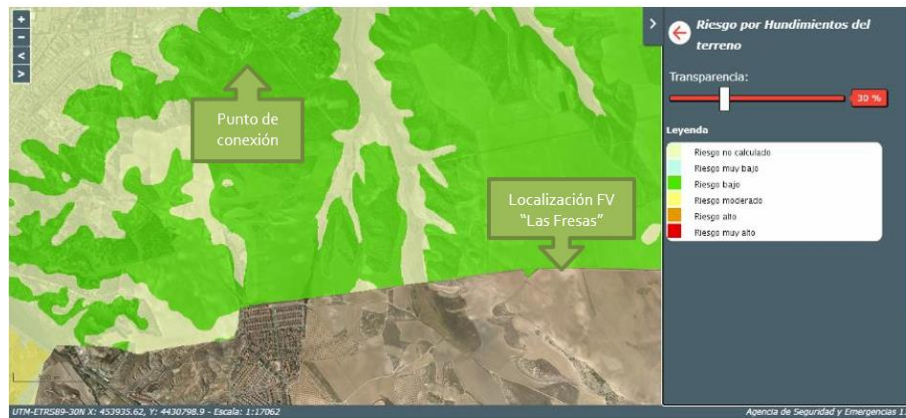 +
−
<
>
>
Riesgo por Hundimientos del
terreno
Transparencia:
30 %
Leyenda
Riesgo no calculado
Riesgo muy bajo
Riesgo bajo
Riesgo moderado
Riesgo alto
Riesgo muy alto
Punto de
conexión
Localización FV
“Las Fresas”
UTM-ETRS89-30N X: 453935.62, Y: 4430798.9 - Escala: 1:17062
Agencia de Seguridad y Emergencias 1